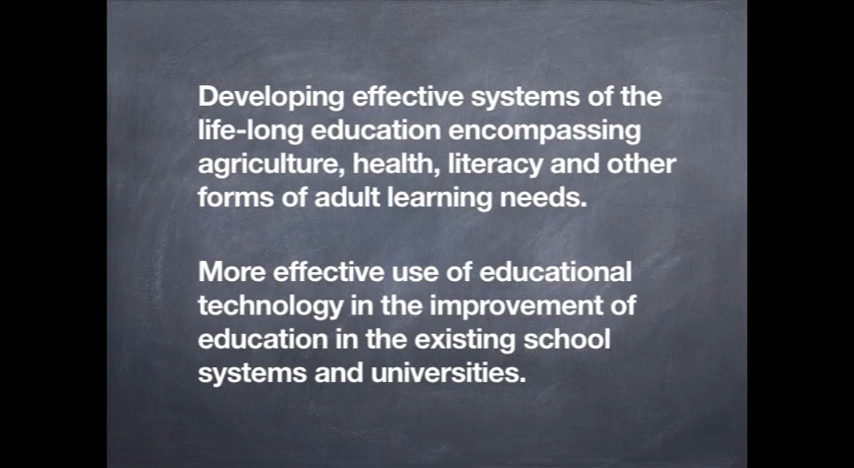 Developing effective systems of the
life-long education encompassing
agriculture, health, literacy and other
forms of adult learning needs.
More effective use of educational
technology in the improvement of
education in the existing school
systems and universities.